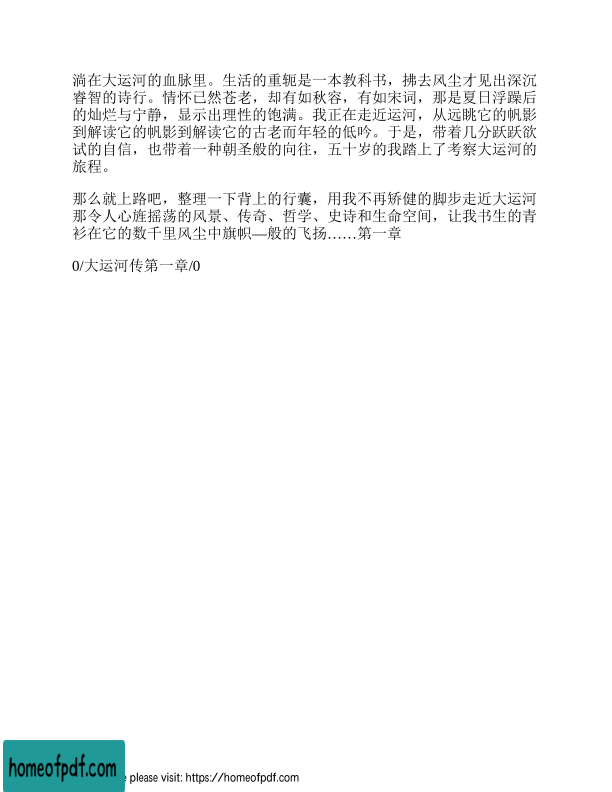 淌在大运河的血脉里。生活的重轭是一本教科书，拂去风尘才见出深沉
睿智的诗行。情怀已然苍老，却有如秋容，有如宋词，那是夏日浮躁后
的灿烂与宁静，显示出理性的饱满。我正在走近运河，从远眺它的帆影
到解读它的帆影到解读它的古老而年轻的低吟。于是，带着几分跃跃欲
试的自信，也带着一种朝圣般的向往，五十岁的我踏上了考察大运河的
旅程。
那么就上路吧，整理一下背上的行囊，用我不再矫健的脚步走近大运河
那令人心旌摇荡的风景、传奇、哲学、史诗和生命空间，让我书生的青
衫在它的数千里风尘中旗帜—般的飞扬……第一章
0/大运河传第一章/0
homeofpdf.com
e please visit: https://homeofpdf.com